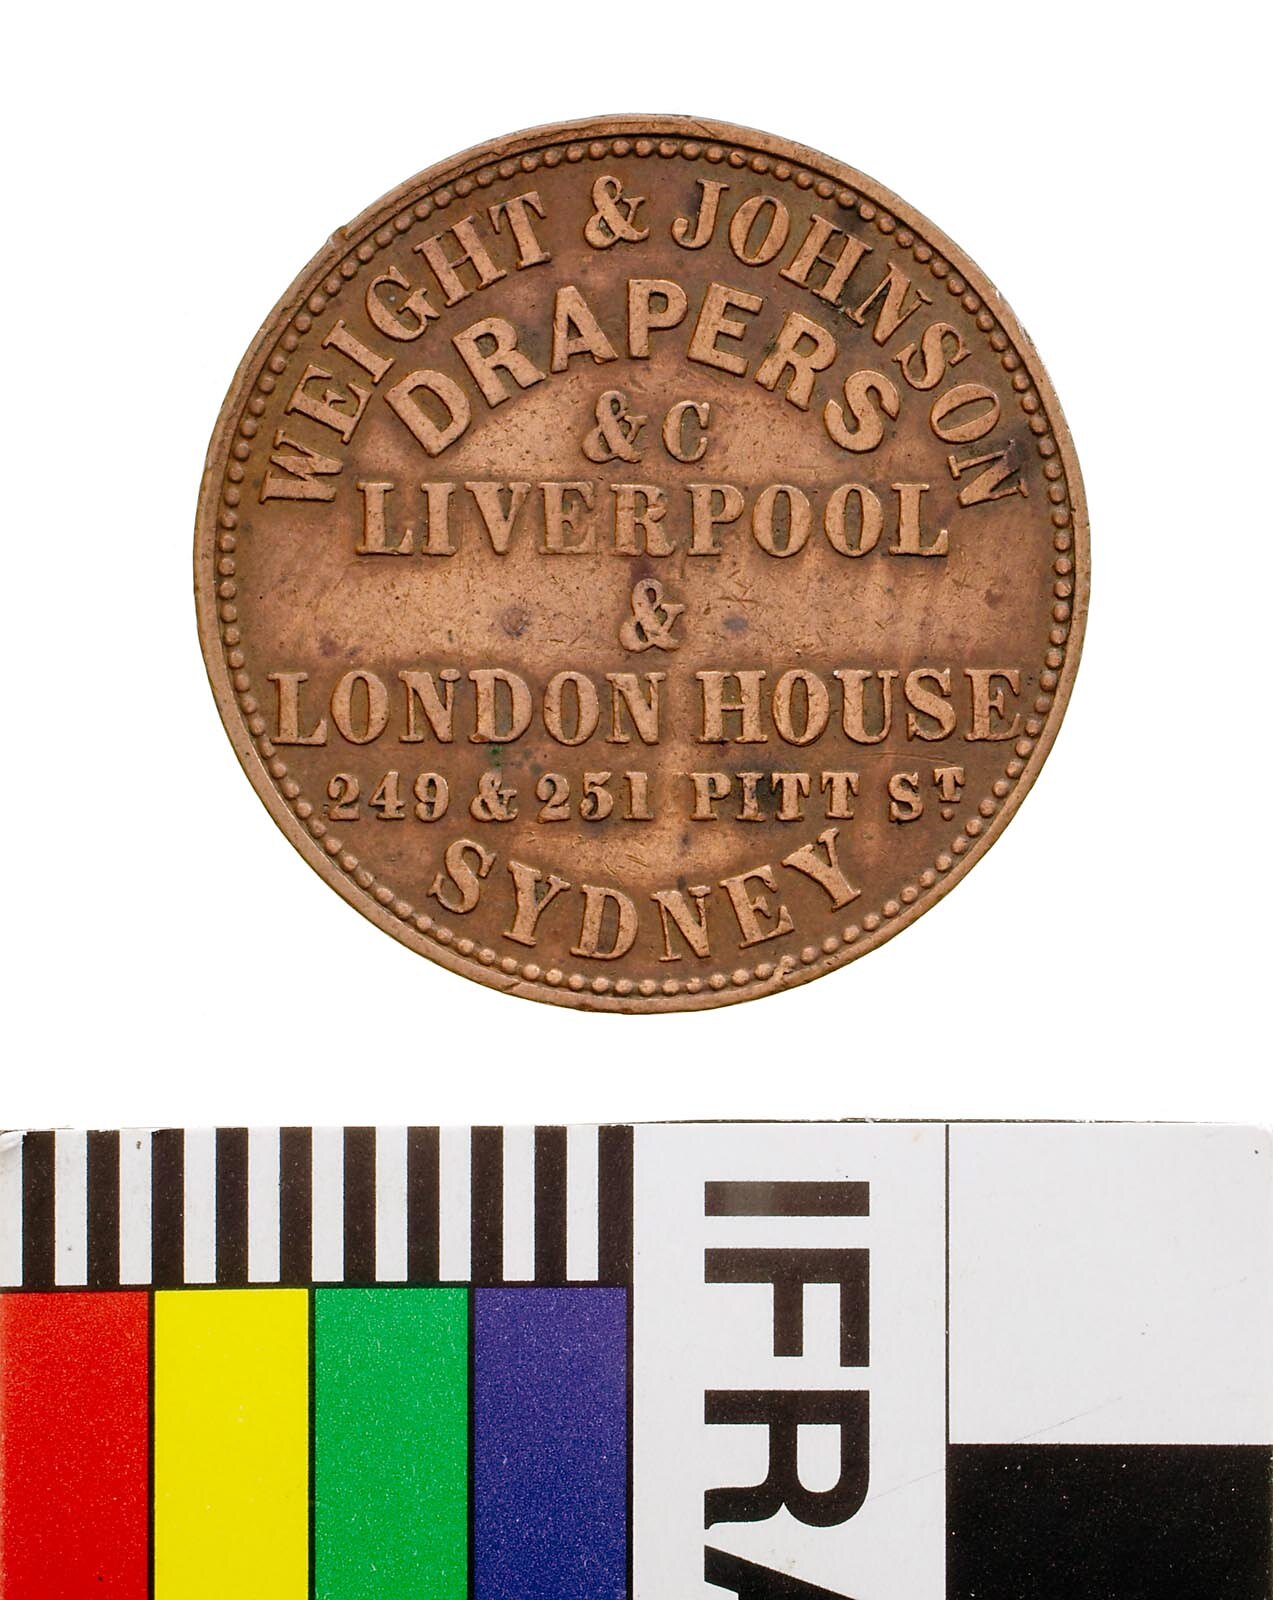 WEIGHT & JOHNSON
DRAPERS
& C
LIVERPOOL
&
LONDON HOUSE
249 & 251 PITT ST
SYDNEY
IFRA